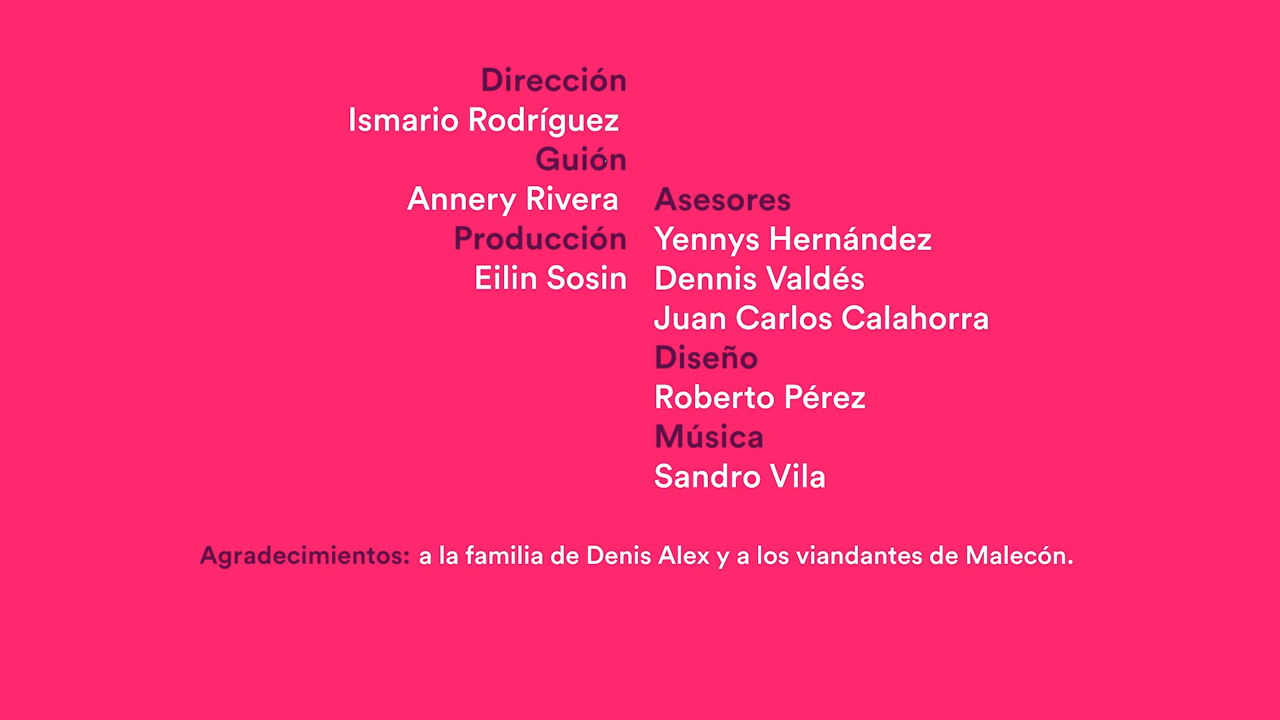 Dirección
Ismario Rodríguez
Guión
Annery Rivera
Producción
Eilin Sosin
Asesores
Yennys Hernández
Dennis Valdés
Juan Carlos Calahorra
Diseño
Roberto Pérez
Música
Sandro Vila
Agradecimientos: a la familia de Denis Alex y a los viandantes de Malecón.